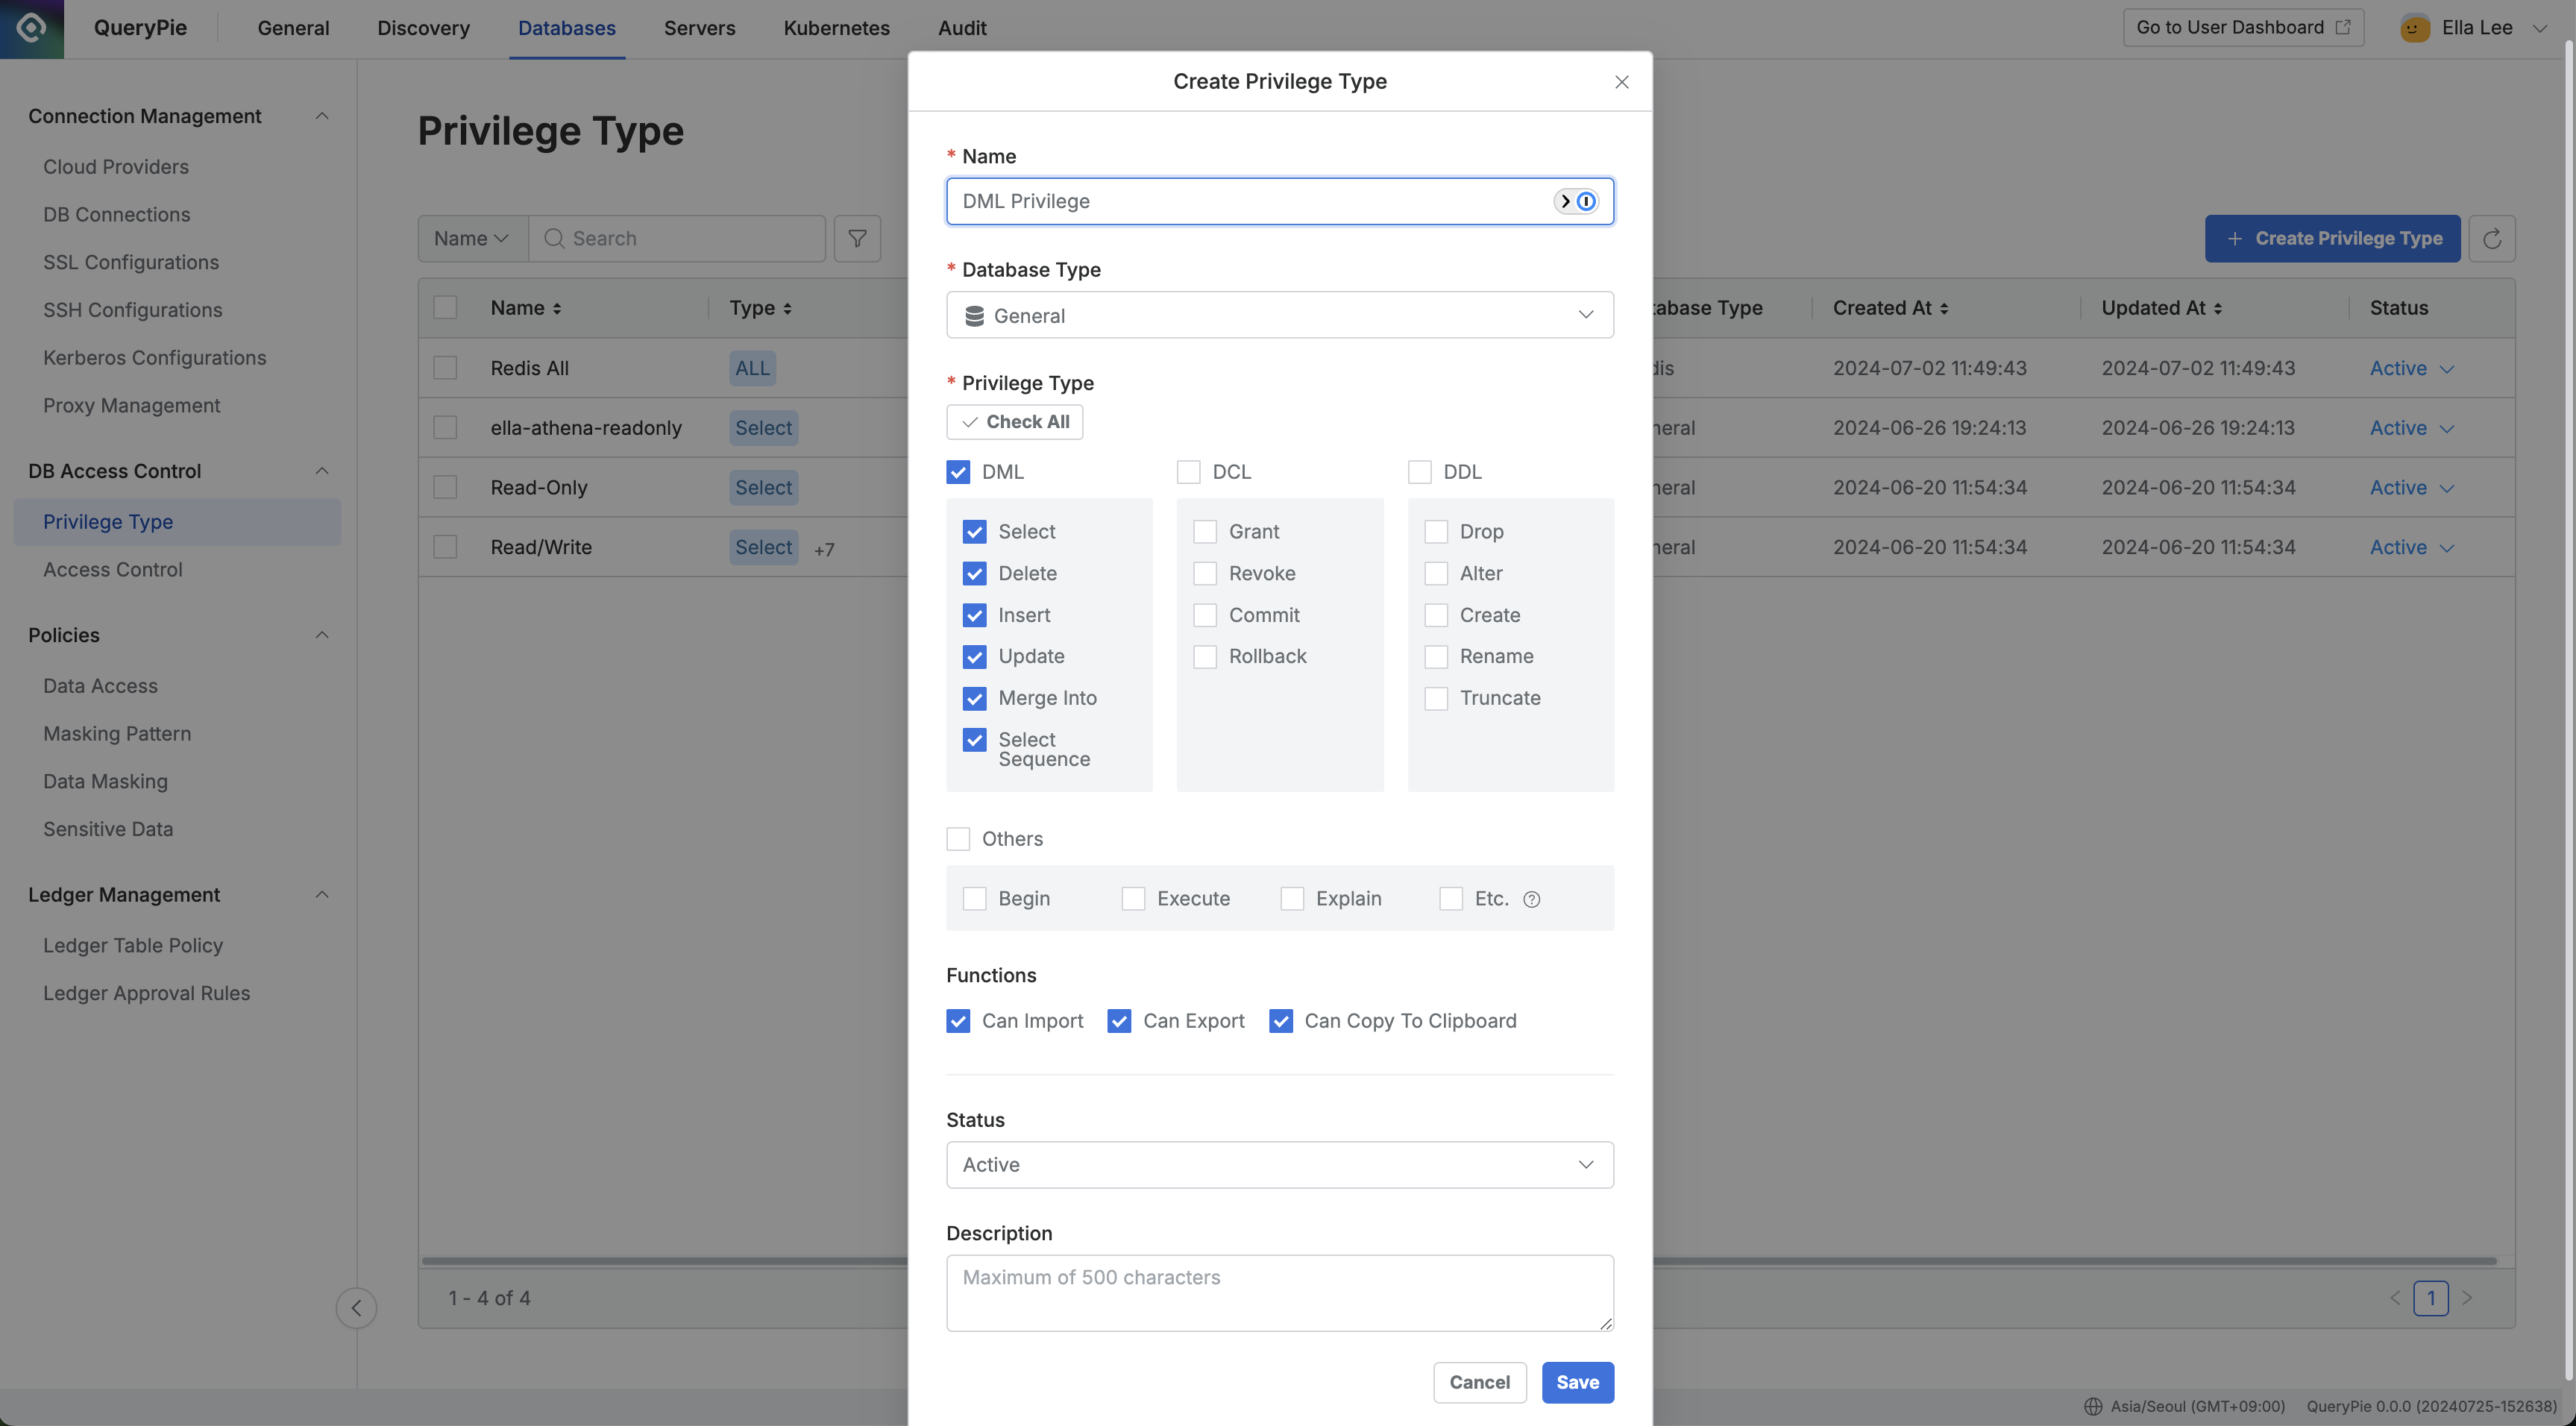 QueryPie
General
Discovery
Databases
Servers
Kubernetes
Audit
Go to User Dashboard
Ella Lee
Connection Management
Cloud Providers
DB Connections
SSL Configurations
SSH Configurations
Kerberos Configurations
Proxy Management
DB Access Control
Privilege Type
Access Control
Policies
Data Access
Masking Pattern
Data Masking
Sensitive Data
Ledger Management
Ledger Table Policy
Ledger Approval Rules
Privilege Type
Name
Search
Create Privilege Type
Name
Type
tabase Type
Created At
Updated At
Status
Redis All
ALL
dis
2024-07-02 11:49:43
2024-07-02 11:49:43
Active
ella-athena-readonly
Select
neral
2024-06-26 19:24:13
2024-06-26 19:24:13
Active
Read-Only
Select
neral
2024-06-20 11:54:34
2024-06-20 11:54:34
Active
Read/Write
Select
+7
neral
2024-06-20 11:54:34
2024-06-20 11:54:34
Active
1 - 4 of 4
1
Create Privilege Type
* Name
DML Privilege
* Database Type
General
* Privilege Type
Check All
DML
DCL
DDL
Select
Delete
Insert
Update
Merge Into
Select
Sequence
Grant
Revoke
Commit
Rollback
Drop
Alter
Create
Rename
Truncate
Others
Begin
Execute
Explain
Etc.
Functions
Can Import
Can Export
Can Copy To Clipboard
Status
Active
Description
Maximum of 500 characters
Cancel
Save
Asia/Seoul (GMT+09:00)
QueryPie 0.0.0 (20240725-152638)